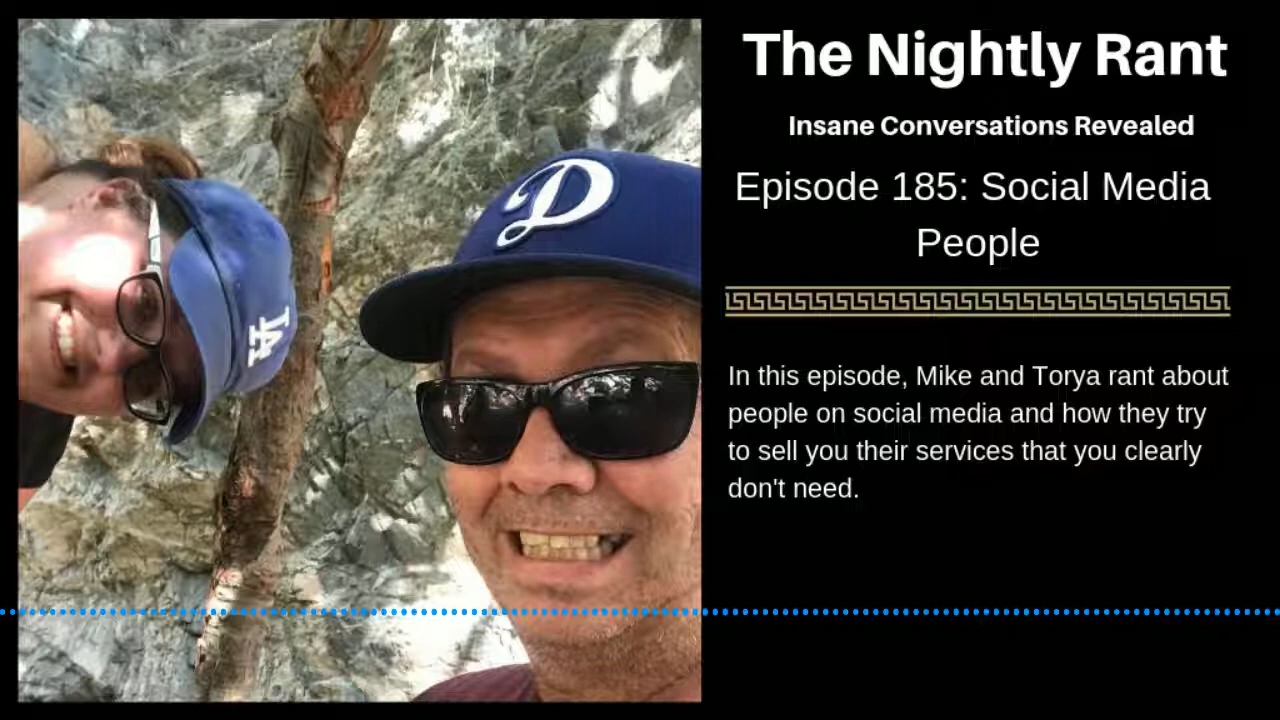 The Nightly Rant
Insane Conversations Revealed
Episode 185: Social Media
People
In this episode, Mike and Torya rant about
people on social media and how they try
to sell you their services that you clearly
don't need.
D
LA